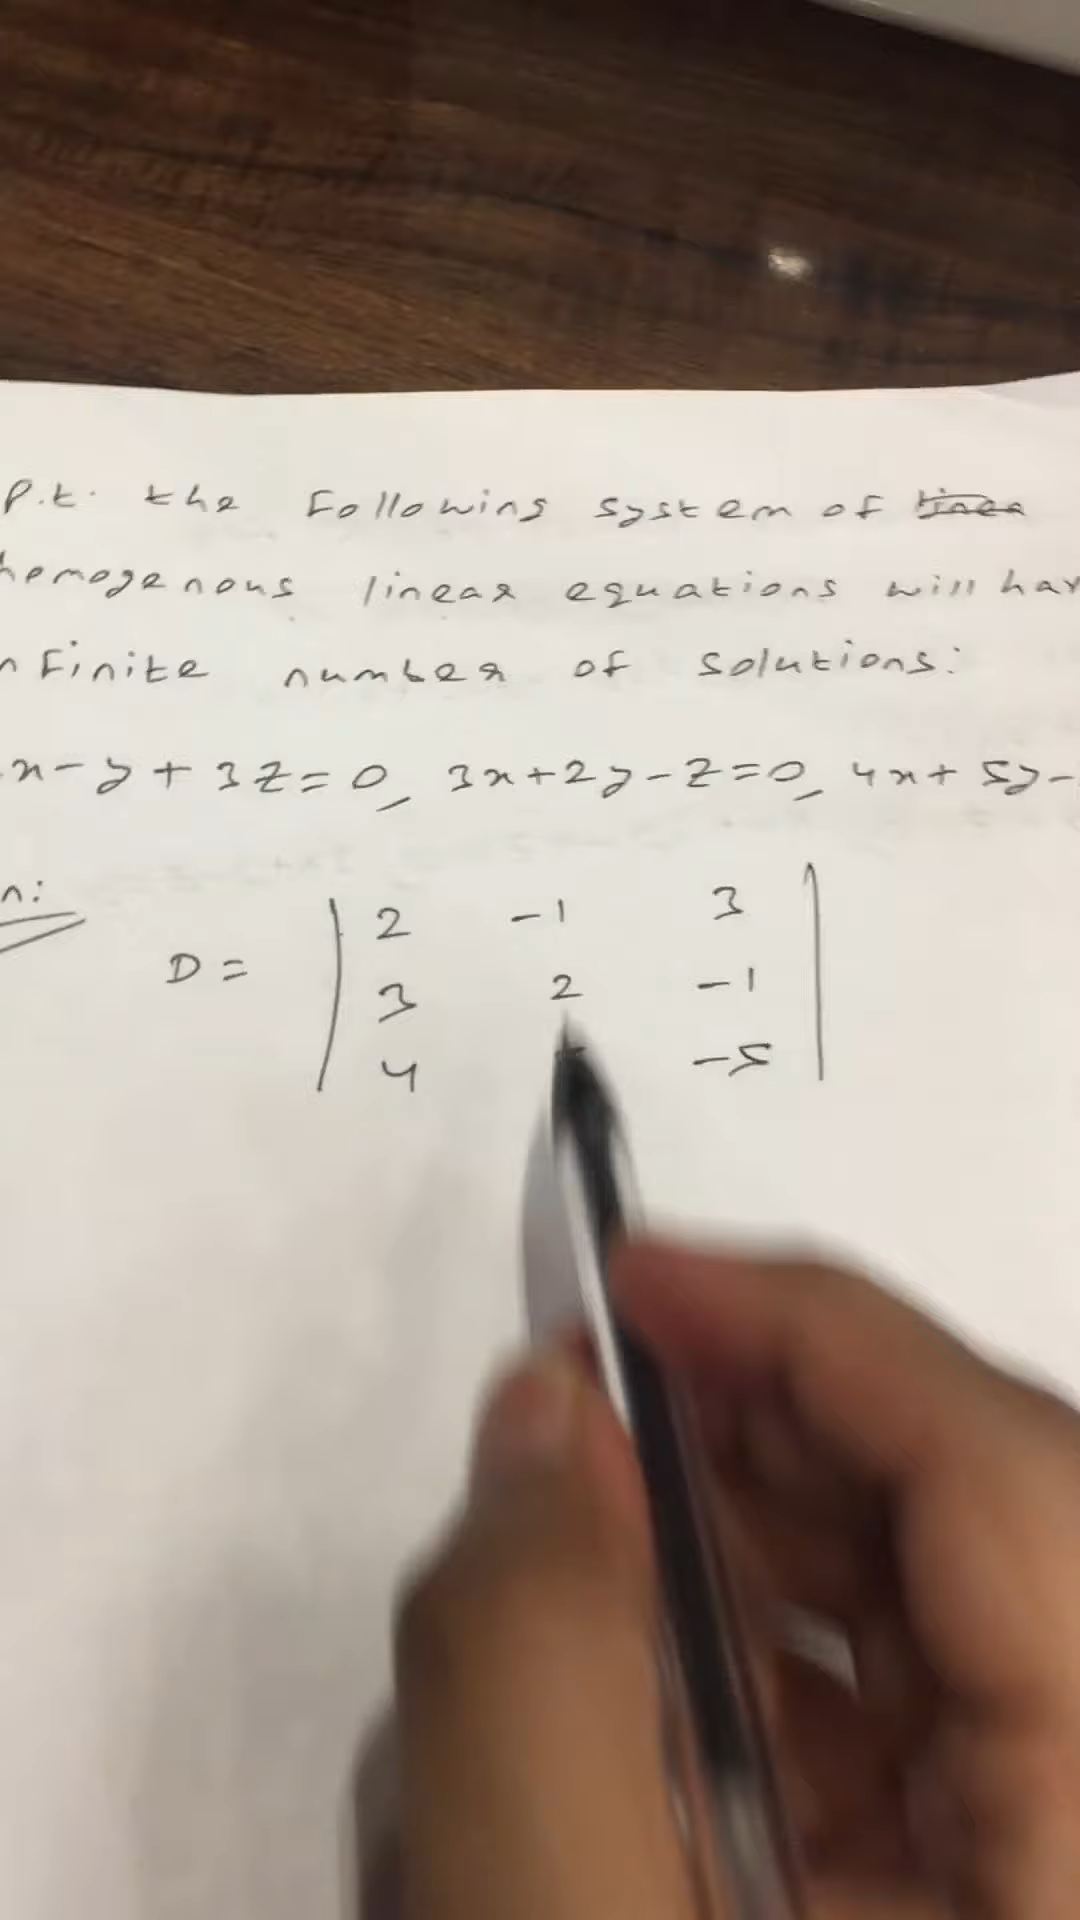 P.t. the Following system of linea
homogenous linear equations will hav
nfinite number of solutions:
x-y+3z=0, 3x+2y-z=0, 4x+5y-
n:
D= | 2 -1 3 |
3 2 -1
4 -5